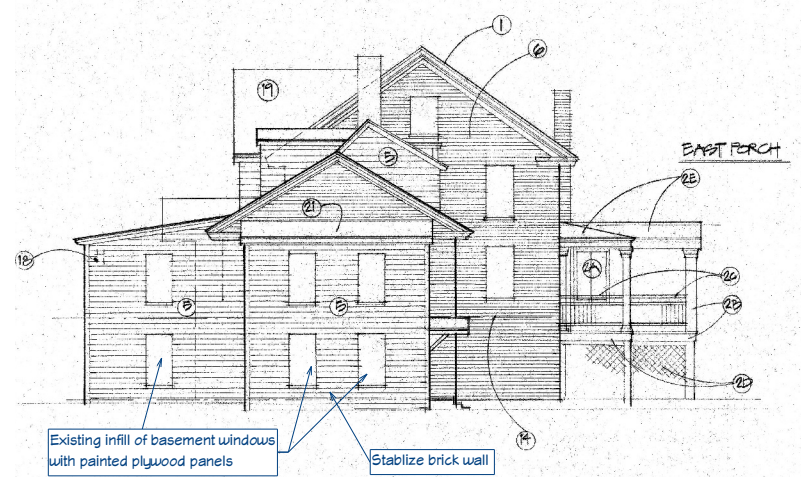 1
6
19
EAST PORCH
5
2E
21
18
2A
2C
5
5
2B
2D
14
Existing infill of basement windows
with painted plywood panels
Stablize brick wall